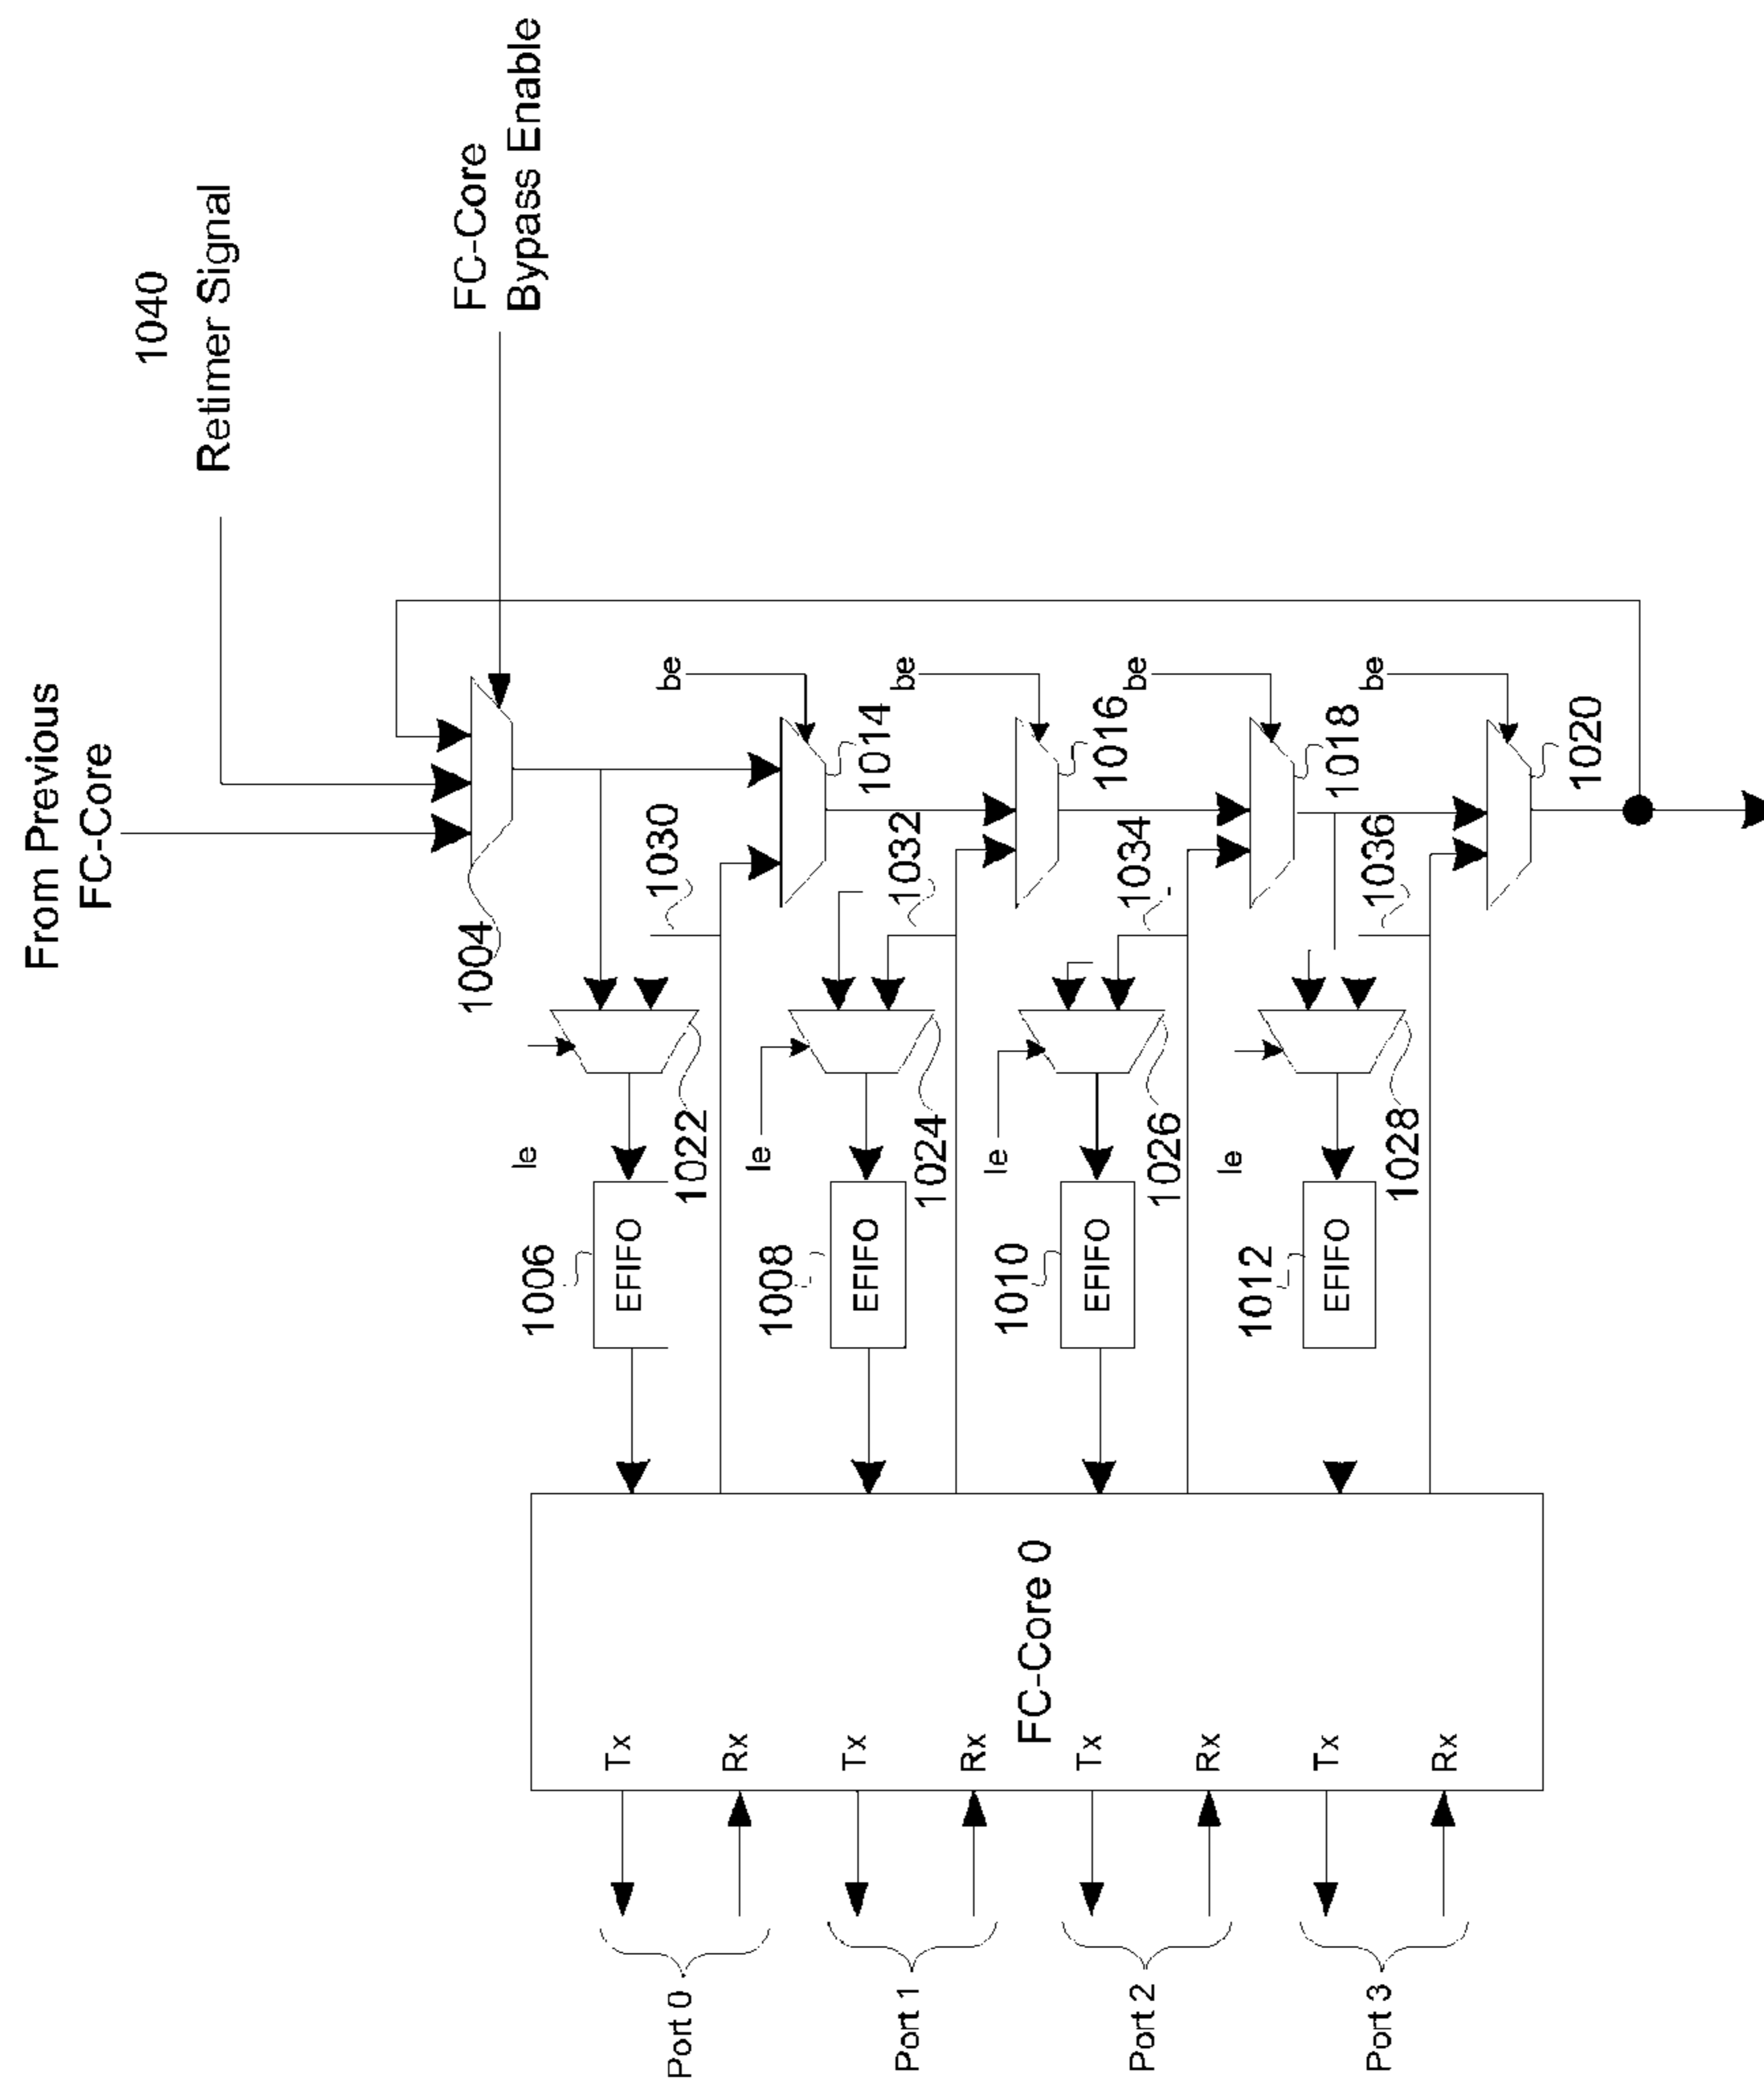 From Previous
FC-Core
1040
Retimer Signal
FC-Core
Bypass Enable
1004
be
be
be
be
1014
1016
1018
1020
1030
1032
1034
1036
1022
1024
1026
1028
le
le
le
le
1006
1008
1010
1012
EFIFO
EFIFO
EFIFO
EFIFO
FC-Core 0
Tx
Rx
Tx
Rx
Tx
Rx
Tx
Rx
Port 0
Port 1
Port 2
Port 3